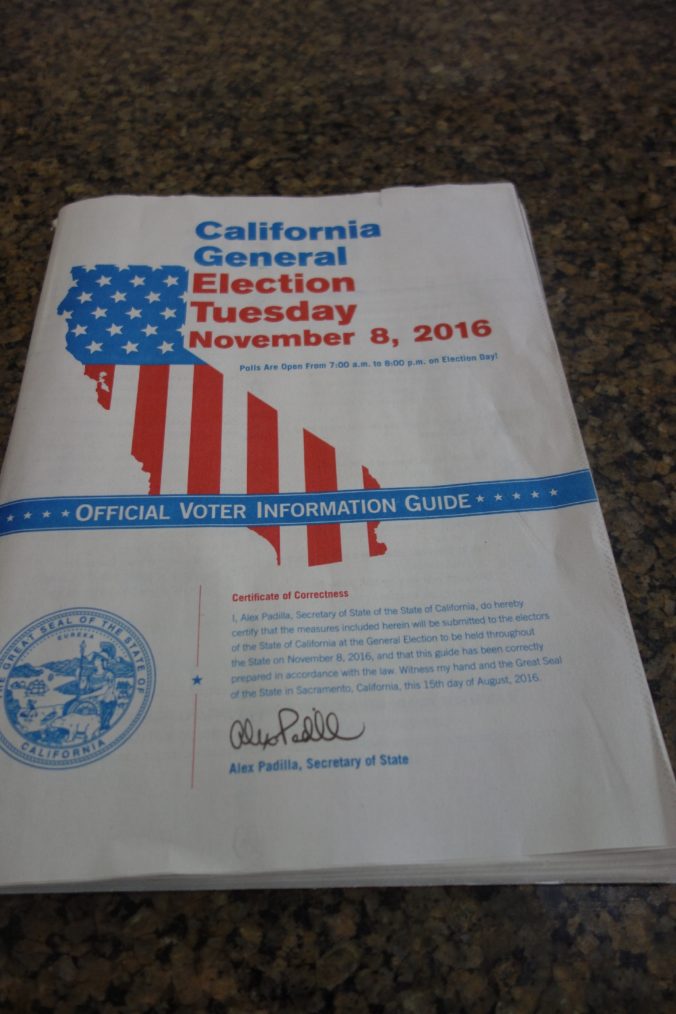 California
General
Election
Tuesday
November 8, 2016
Polls Are Open From 7:00 a.m. to 8:00 p.m. on Election Day!
OFFICIAL VOTER INFORMATION GUIDE
Certificate of Correctness
I, Alex Padilla, Secretary of State of the State of California, do hereby
certify that the measures included herein will be submitted to the electors
of the State of California at the General Election to be held throughout
the State on November 8, 2016, and that this guide has been correctly
prepared in accordance with the law. Witness my hand and the Great Seal
of the State in Sacramento, California, this 15th day of August, 2016.
Alex Padilla
Alex Padilla, Secretary of State
THE GREAT SEAL OF THE STATE OF
EUREKA
CALIFORNIA